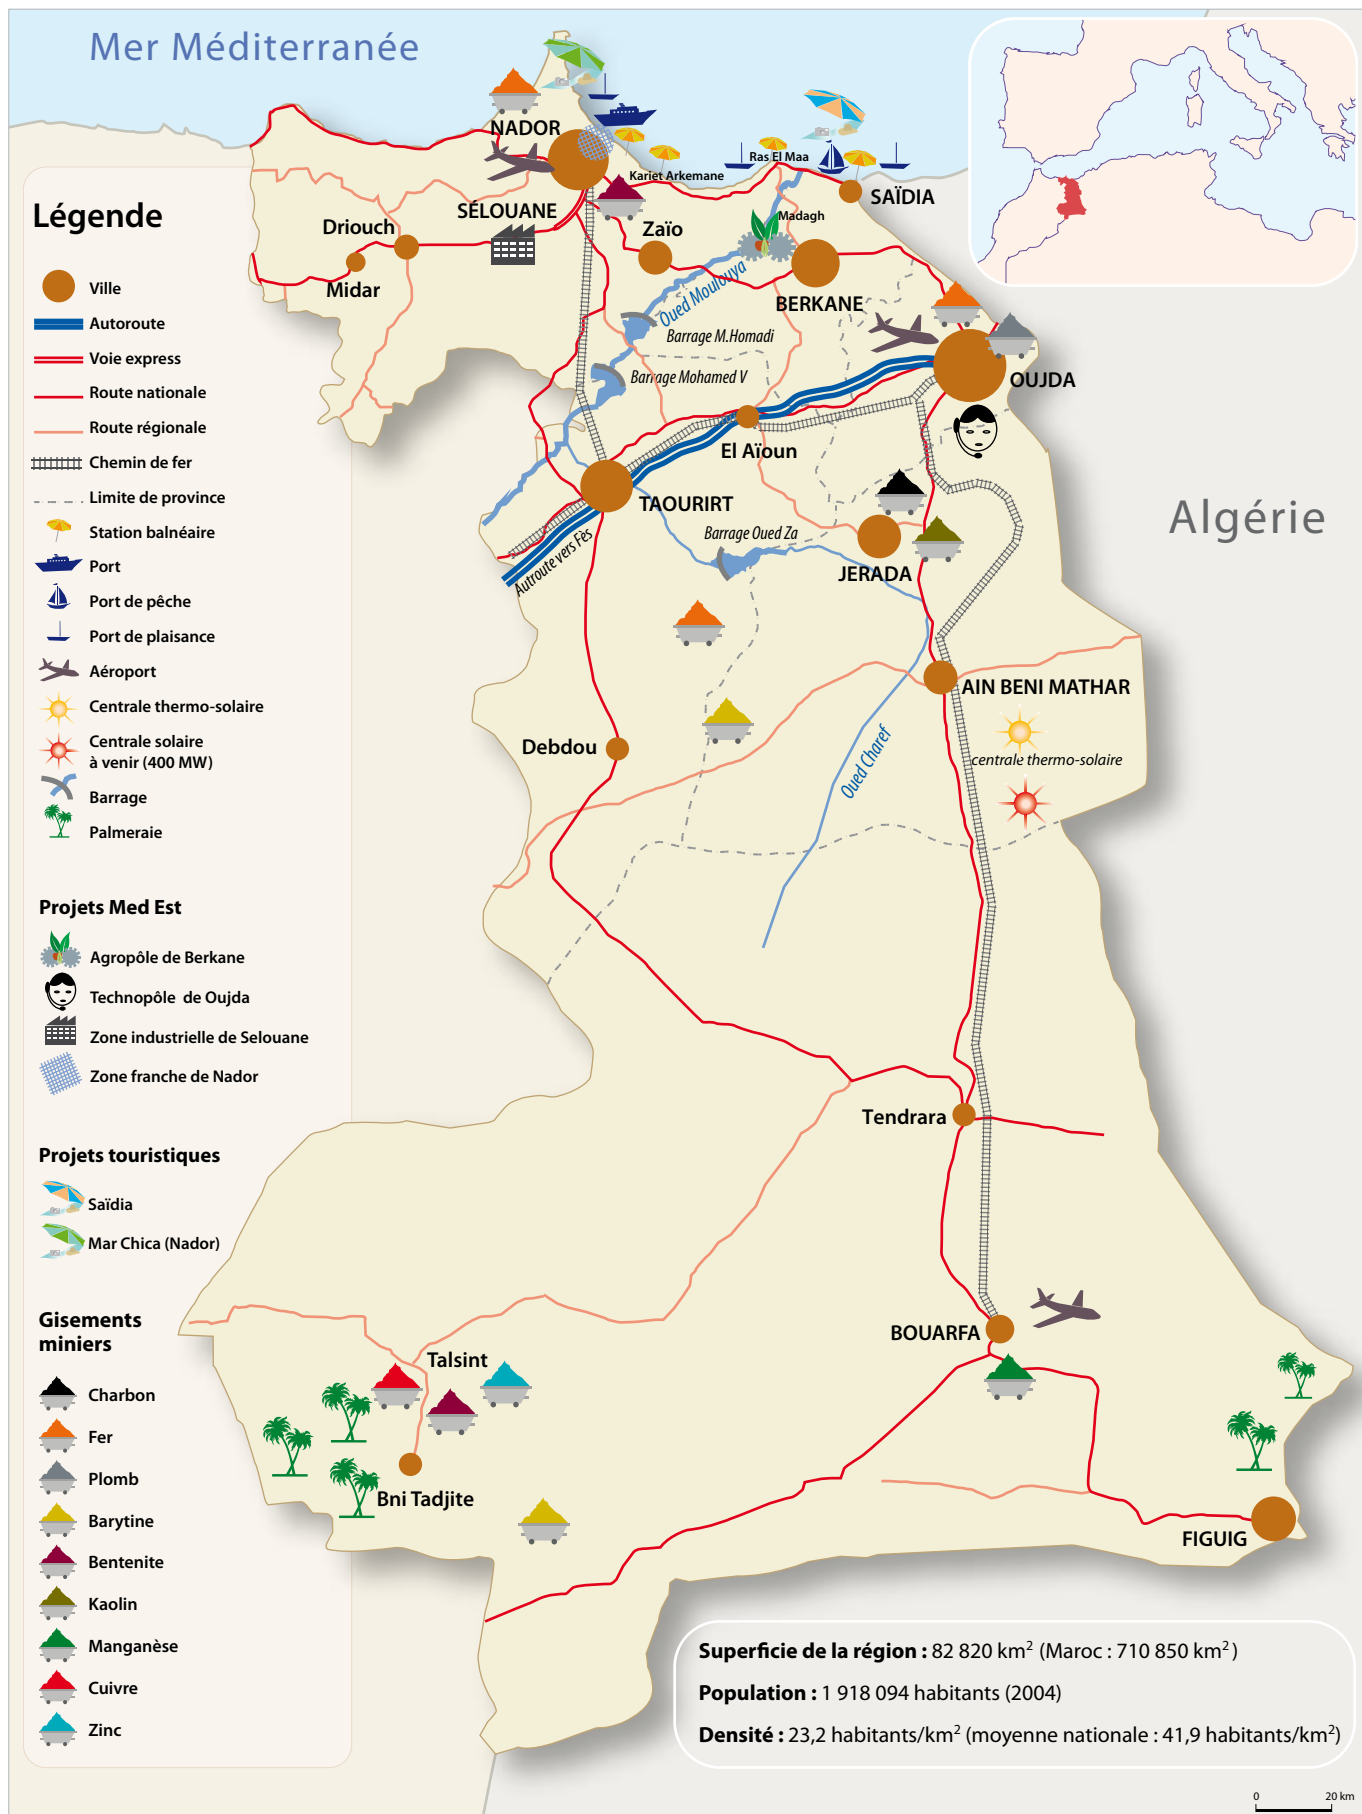 Mer Méditerranée
NADOR
Ras El Maa
Kariet Arkemane
SAÏDIA
SÉLOUANE
Madagh
Driouch
Zaïo
Midar
Oued Moulouya
BERKANE
Barrage M.Homadi
Barrage Mohamed V
OUJDA
El Aïoun
TAOURIRT
Algérie
Barrage Oued Za
Autroute vers Fes
JERADA
AIN BENI MATHAR
Debdou
Oued Charef
centrale thermo-solaire
Tendrara
BOUARFA
Talsint
Bni Tadjite
FIGUIG
Légende
Ville
Autoroute
Voie express
Route nationale
Route régionale
Chemin de fer
Limite de province
Station balnéaire
Port
Port de pêche
Port de plaisance
Aéroport
Centrale thermo-solaire
Centrale solaire
à venir (400 MW)
Barrage
Palmeraie
Projets Med Est
Agropôle de Berkane
Technopôle de Oujda
Zone industrielle de Selouane
Zone franche de Nador
Projets touristiques
Saïdia
Mar Chica (Nador)
Gisements
miniers
Charbon
Fer
Plomb
Barytine
Bentenite
Kaolin
Manganèse
Cuivre
Zinc
Superficie de la région : 82 820 km² (Maroc : 710 850 km²)
Population : 1 918 094 habitants (2004)
Densité : 23,2 habitants/km² (moyenne nationale : 41,9 habitants/km²)
0 20 km